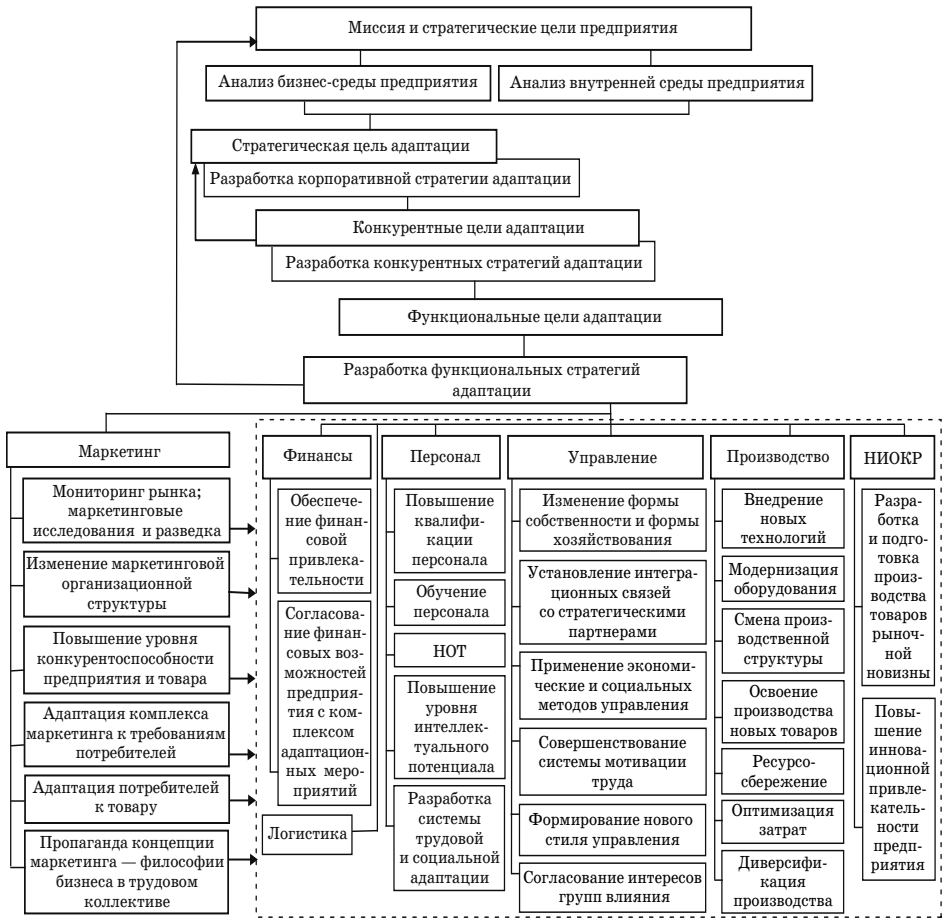 Миссия и стратегические цели предприятия
Анализ бизнес-среды предприятия
Анализ внутренней среды предприятия
Стратегическая цель адаптации
Разработка корпоративной стратегии адаптации
Конкурентные цели адаптации
Разработка конкурентных стратегий адаптации
Функциональные цели адаптации
Разработка функциональных стратегий
адаптации
Маркетинг
Мониторинг рынка;
маркетинговые
исследования и разведка
Изменение маркетинговой
организационной
структуры
Повышение уровня
конкурентоспособности
предприятия и товара
Адаптация комплекса
маркетинга к требованиям
потребителей
Адаптация потребителей
к товару
Пропаганда концепции
маркетинга — философии
бизнеса в трудовом
коллективе
Финансы
Обеспече-
ние финан-
совой
привлека-
тельности
Согласова-
ние финан-
совых воз-
можностей
предприя-
тия с ком-
плексом
адаптацион-
ных меро-
приятий
Логистика
Персонал
Повышение
квалифи-
кации
персонала
Обучение
персонала
НОТ
Повышение
уровня
интеллек-
туального
потенциала
Разработка
системы
трудовой
и социальной
адаптации
Управление
Изменение формы
собственности и формы
хозяйствования
Установление интегра-
ционных связей
со стратегическими
партнерами
Применение экономи-
ческие и социальных
методов управления
Совершенствование
системы мотивации
труда
Формирование нового
стиля управления
Согласование интересов
групп влияния
Производство
Внедрение
новых
технологий
Модернизация
оборудования
Смена произ-
водственной
структуры
Освоение
производства
новых товаров
Ресурсо-
сбережение
Оптимизация
затрат
Диверсифи-
кация
производства
НИОКР
Разра-
ботка
и подго-
товка
произ-
водства
товаров
рыноч-
ной
новизны
Повы-
шение
иннова-
ционной
привле-
катель-
ности
предп-
риятия